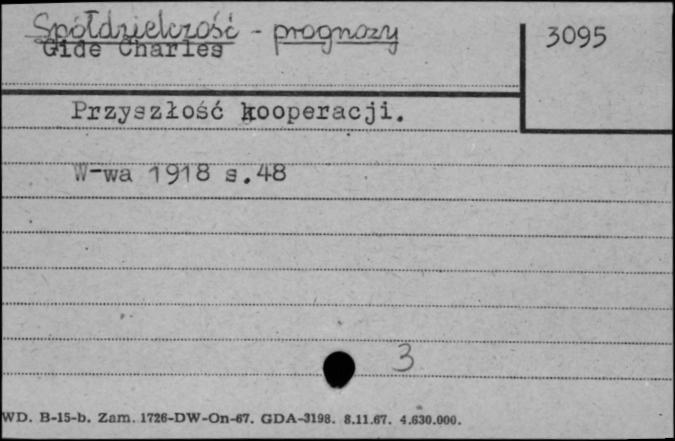 Spółdzielczość - prognozy
3095
Gide Charles
Przyszłość kooperacji.
W-wa 1918 s.48
3
WD. B-15-b. Zam. 1726-DW-On-67. GDA-3198. 8.11.67. 4.630.000.